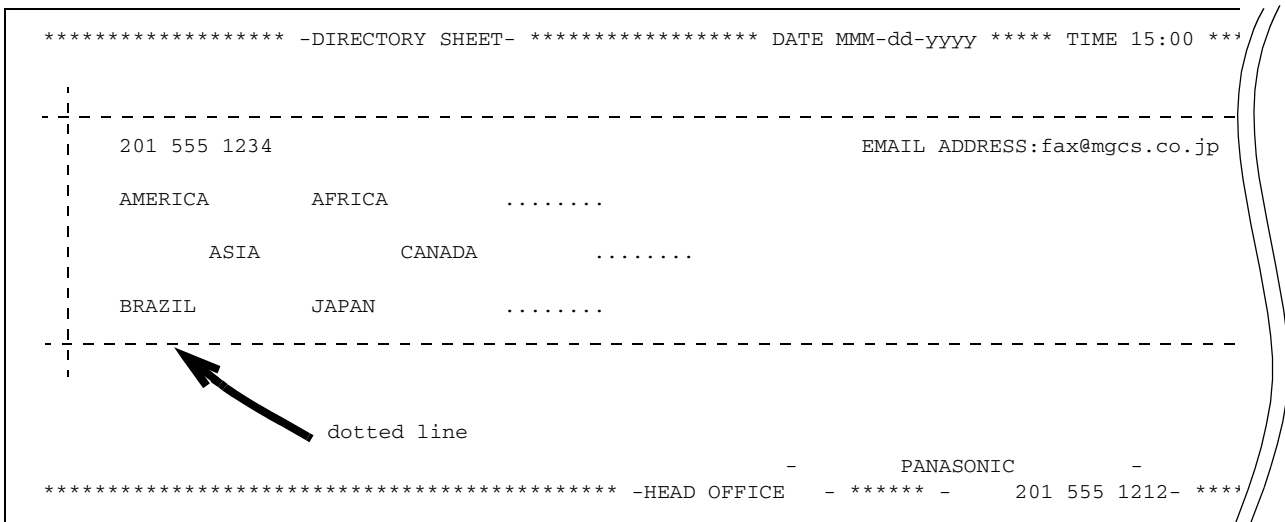 ******************* -DIRECTORY SHEET- ****************** DATE MMM-dd-yyyy ***** TIME 15:00 ***
201 555 1234 EMAIL ADDRESS:fax@mgcs.co.jp
AMERICA AFRICA ........
ASIA CANADA ........
BRAZIL JAPAN ........
dotted line
- PANASONIC -
********************************************* -HEAD OFFICE - ****** - 201 555 1212- ****